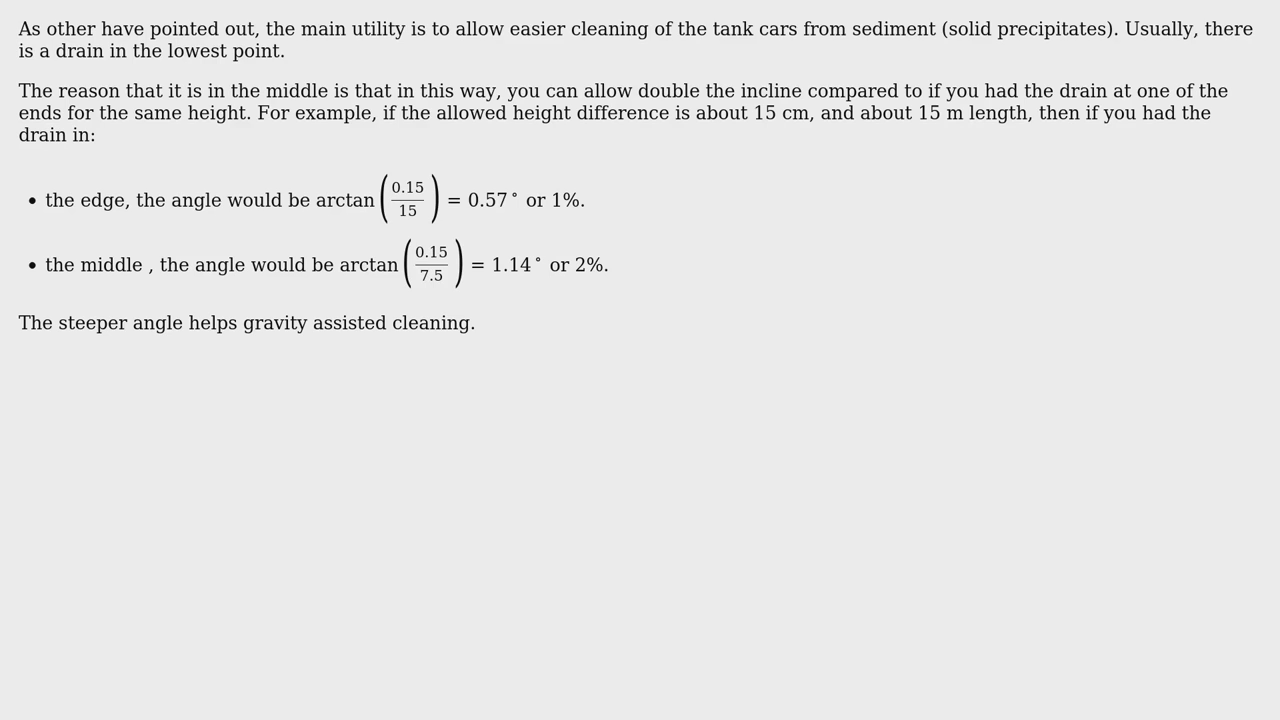 As other have pointed out, the main utility is to allow easier cleaning of the tank cars from sediment (solid precipitates). Usually, there
is a drain in the lowest point.
The reason that it is in the middle is that in this way, you can allow double the incline compared to if you had the drain at one of the
ends for the same height. For example, if the allowed height difference is about 15 cm, and about 15 m length, then if you had the
drain in:
• the edge, the angle would be arctan(0.15/15) = 0.57° or 1%.
• the middle , the angle would be arctan(0.15/7.5) = 1.14° or 2%.
The steeper angle helps gravity assisted cleaning.